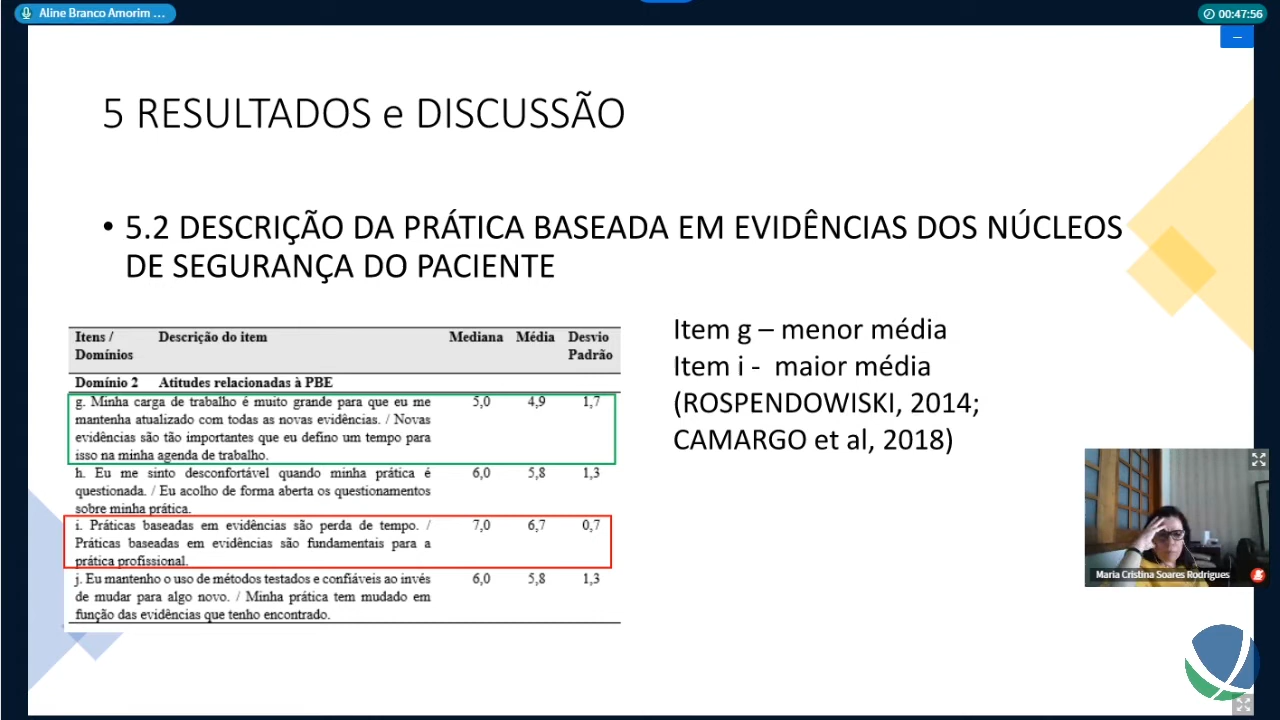 Aline Branco Amorim ...
00:47:56
5 RESULTADOS e DISCUSSÃO
• 5.2 DESCRIÇÃO DA PRÁTICA BASEADA EM EVIDÊNCIAS DOS NÚCLEOS
DE SEGURANÇA DO PACIENTE
Itens / Descrição do item Mediana Média Desvio
Domínios Padrão
Domínio 2 Atitudes relacionadas à PBE
g. Minha carga de trabalho é muito grande para que eu me 5,0 4,9 1,7
mantenha atualizado com todas as novas evidências. / Novas
evidências são tão importantes que eu defino um tempo para
isso na minha agenda de trabalho.
h. Eu me sinto desconfortável quando minha prática é 6,0 5,8 1,3
questionada. / Eu acolho de forma aberta os questionamentos
sobre minha prática.
i. Práticas baseadas em evidências são perda de tempo. / 7,0 6,7 0,7
Práticas baseadas em evidências são fundamentais para a
prática profissional.
j. Eu mantenho o uso de métodos testados e confiáveis ao invés 6,0 5,8 1,3
de mudar para algo novo. / Minha prática tem mudado em
função das evidências que tenho encontrado.
Item g – menor média
Item i - maior média
(ROSPENDOWISKI, 2014;
CAMARGO et al, 2018)
Maria Cristina Soares Rodrigues